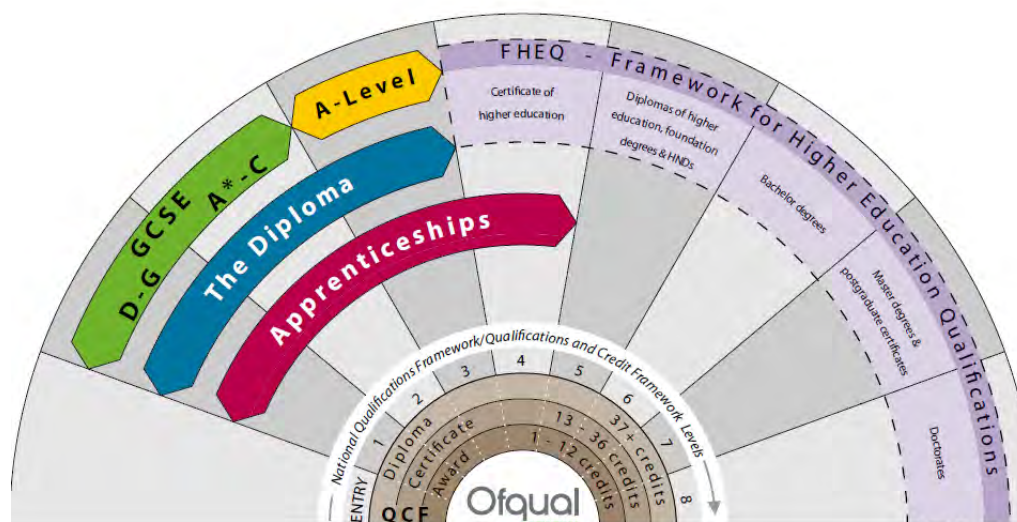 GCSE
D-G A*-C
A-Level
The Diploma
Apprenticeships
FHEQ - Framework for Higher Education Qualifications
Certificate of
higher education
Diplomas of higher
education, foundation
degrees & HNDs
Bachelor degrees
Master degrees &
postgraduate certificates
Doctorates
National Qualifications Framework/Qualifications and Credit Framework Levels
ENTRY
1
2
3
4
5
6
7
8
Diploma
37+ credits
Certificate
13 - 36 credits
Award
1 - 12 credits
QCF
Ofqual